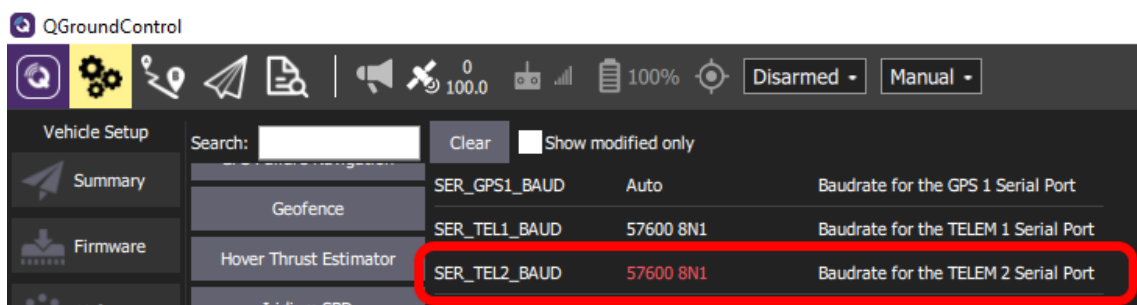 QGroundControl
0
100.0
100%
Disarmed
Manual
Vehicle Setup
Search:
Clear
Show modified only
Summary
Firmware
Geofence
Hover Thrust Estimator
SER_GPS1_BAUD Auto Baudrate for the GPS 1 Serial Port
SER_TEL1_BAUD 57600 8N1 Baudrate for the TELEM 1 Serial Port
SER_TEL2_BAUD 57600 8N1 Baudrate for the TELEM 2 Serial Port